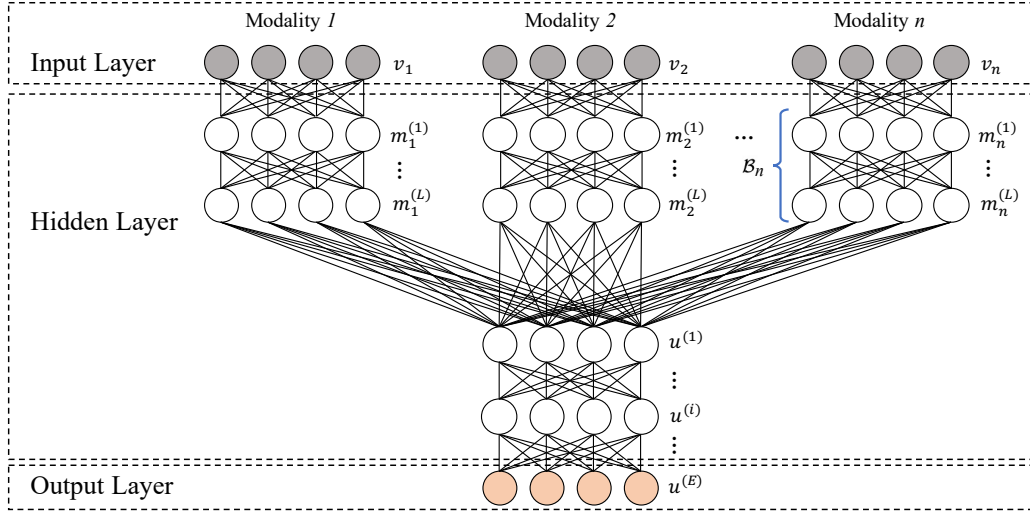 Modality 1 Modality 2 Modality n
Input Layer v₁ v₂ vₙ
m₁⁽¹⁾ m₂⁽¹⁾ ... mₙ⁽¹⁾
⋮ ⋮ ℬₙ ⋮
m₁⁽ᴸ⁾ m₂⁽ᴸ⁾ mₙ⁽ᴸ⁾
Hidden Layer
u⁽¹⁾
⋮
u⁽ⁱ⁾
⋮
Output Layer u⁽ᴱ⁾